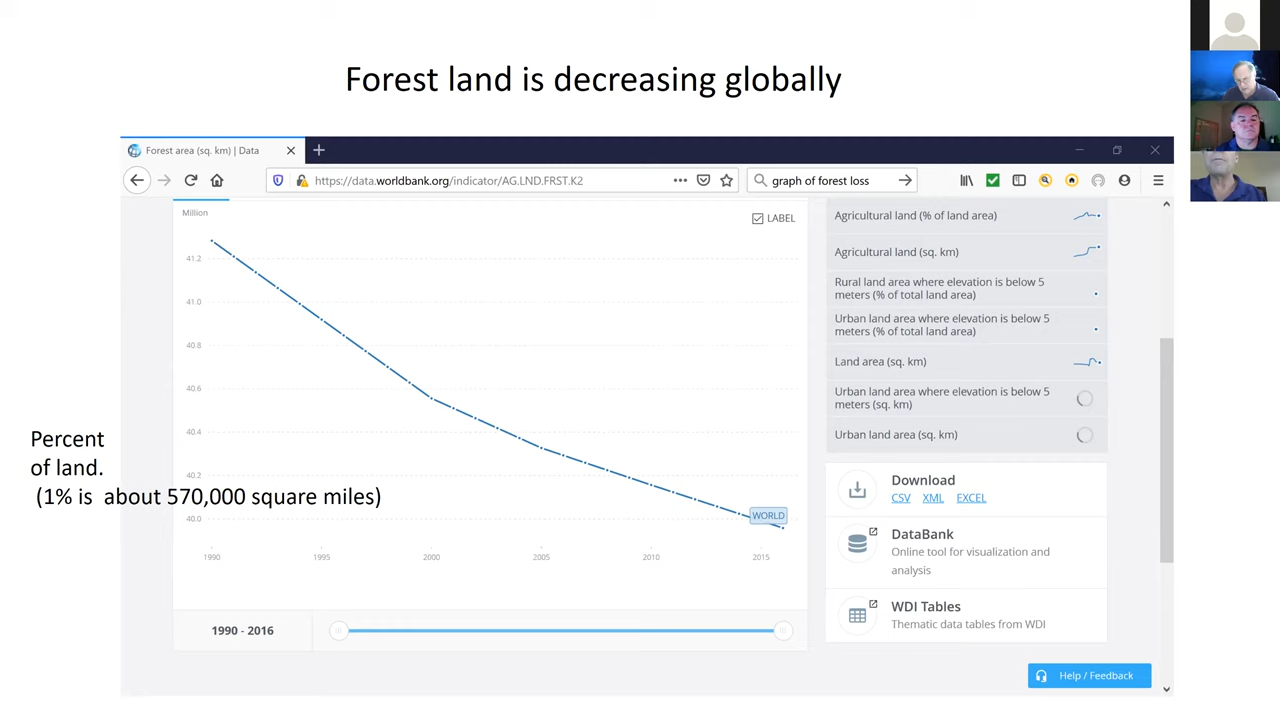 Forest land is decreasing globally
Forest area (sq. km) | Data
https://data.worldbank.org/indicator/AG.LND.FRST.K2
graph of forest loss
Million
LABEL
41.2
41.0
40.8
40.6
40.4
40.2
40.0
WORLD
1990
1995
2000
2005
2010
2015
1990 - 2016
Percent
of land.
(1% is about 570,000 square miles)
Agricultural land (% of land area)
Agricultural land (sq. km)
Rural land area where elevation is below 5
meters (% of total land area)
Urban land area where elevation is below 5
meters (% of total land area)
Land area (sq. km)
Urban land area where elevation is below 5
meters (sq. km)
Urban land area (sq. km)
Download
CSV XML EXCEL
DataBank
Online tool for visualization and
analysis
WDI Tables
Thematic data tables from WDI
Help / Feedback